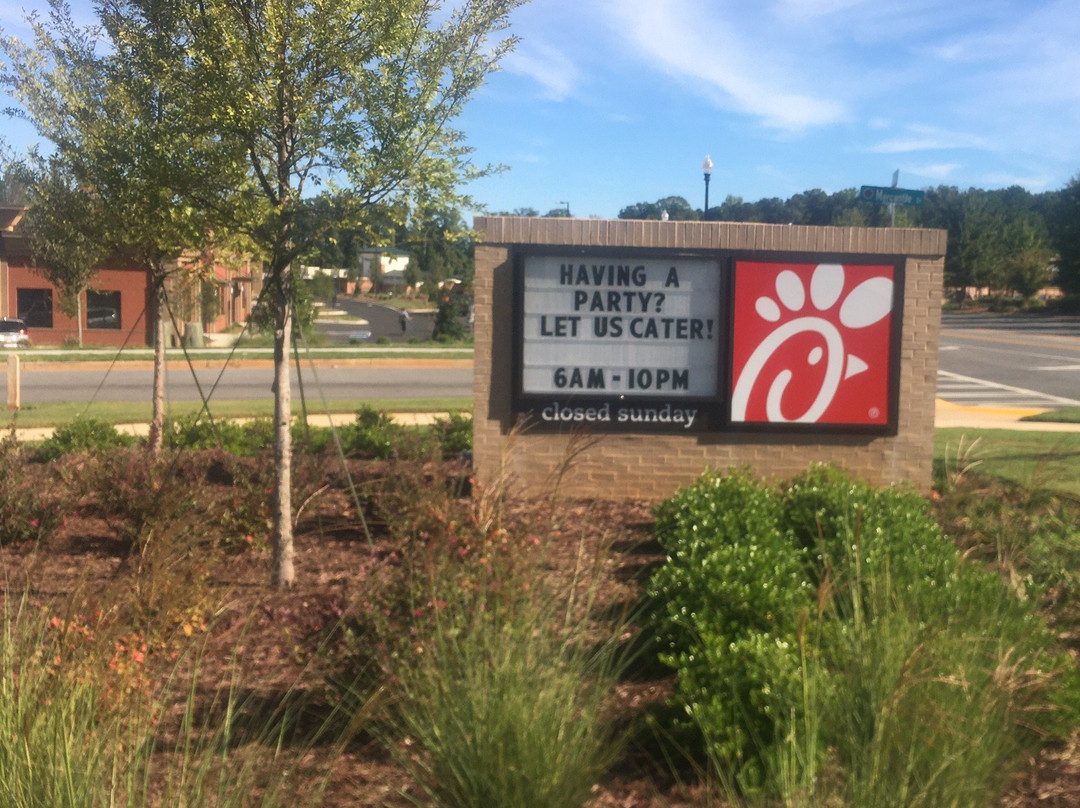 HAVING A
PARTY?
LET US CATER!
6AM - 10PM
closed sunday
®